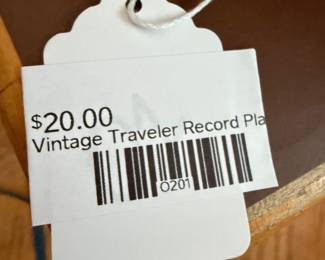 $20.00
Vintage Traveler Record Pla
O201